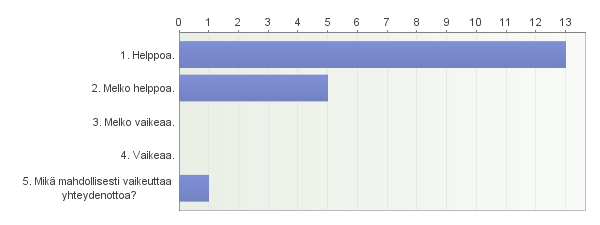 0 1 2 3 4 5 6 7 8 9 10 11 12 13
1. Helppoa.
2. Melko helppoa.
3. Melko vaikeaa.
4. Vaikeaa.
5. Mikä mahdollisesti vaikeuttaa
yhteydenottoa?